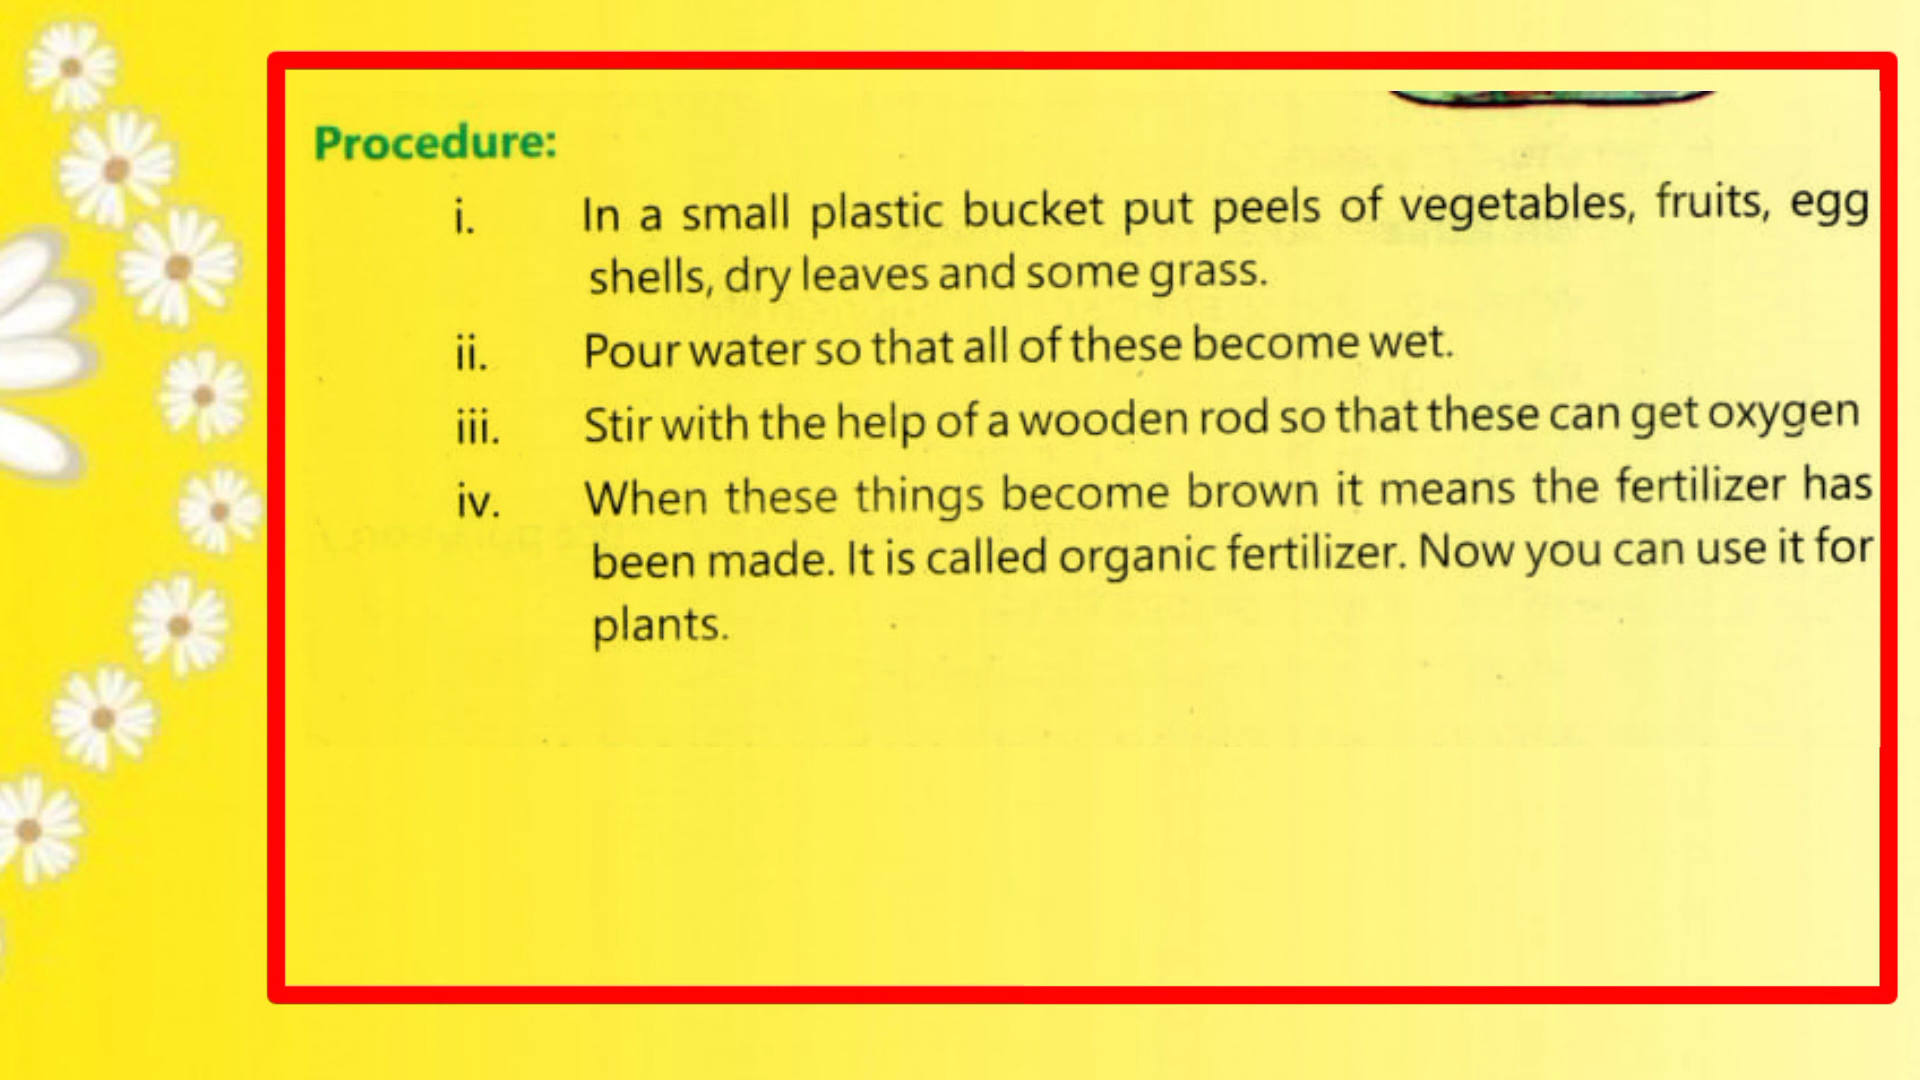 Procedure:
i. In a small plastic bucket put peels of vegetables, fruits, egg
shells, dry leaves and some grass.
ii. Pour water so that all of these become wet.
iii. Stir with the help of a wooden rod so that these can get oxygen
iv. When these things become brown it means the fertilizer has
been made. It is called organic fertilizer. Now you can use it for
plants.